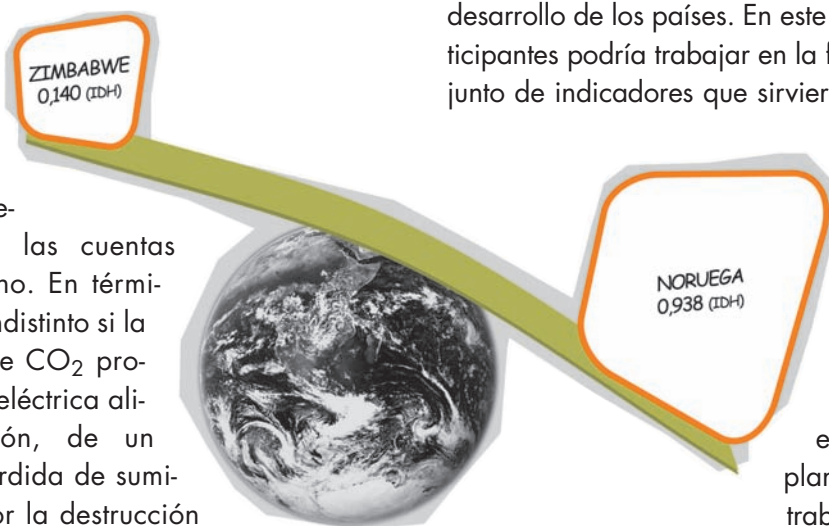 desarrollo de los países. En este
ticipantes podría trabajar en la f
junto de indicadores que sirvier
ZIMBABWE
0,140 (IDH)
e-
las cuentas
no. En térmi-
ndistinto si la
e CO2 pro-
eléctrica ali-
ón, de un
rdida de sumi-
or la destrucción
NORUEGA
0,938 (IDH)
e
plan
trab